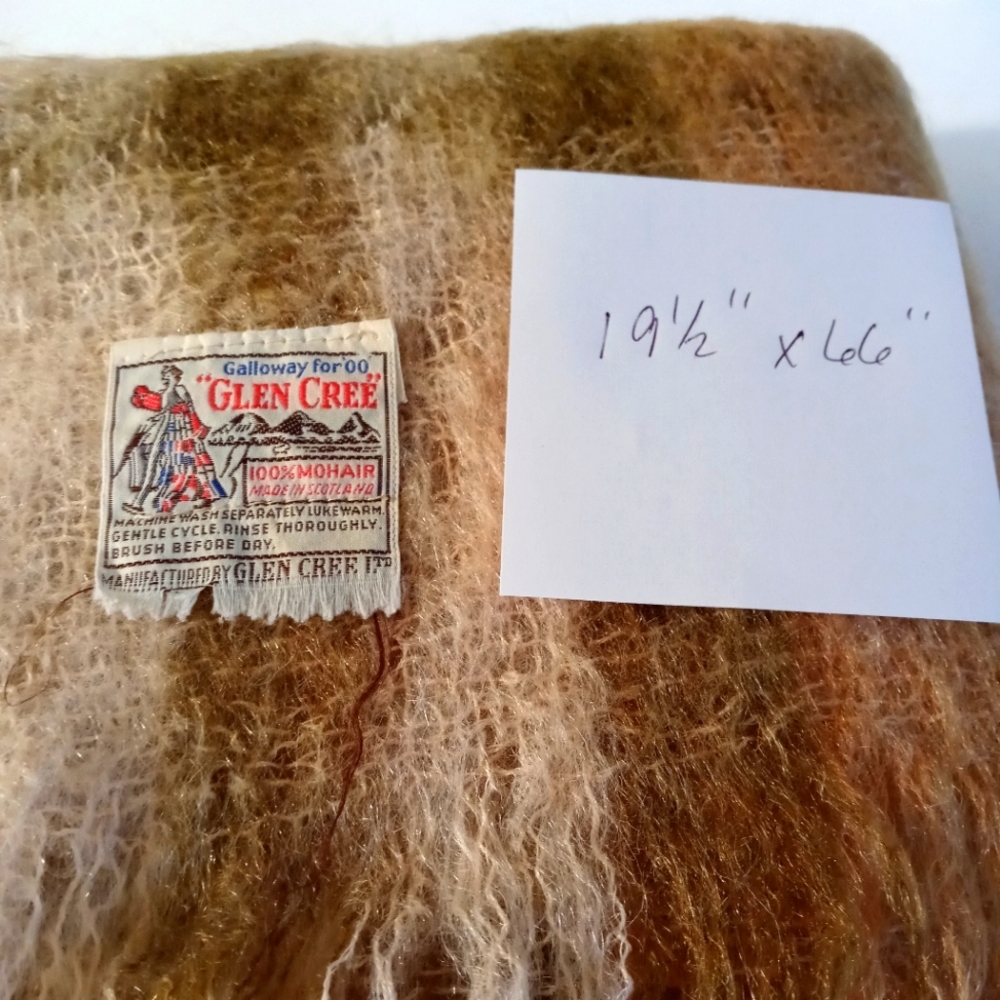 Galloway for 00
"GLEN CREE"
100% MOHAIR
MADE IN SCOTLAND
MACHINE WASH SEPARATELY LUKEWARM.
GENTLE CYCLE. RINSE THOROUGHLY.
BRUSH BEFORE DRY.
MANUFACTURED BY GLEN CREE LTD
19½" x 66"